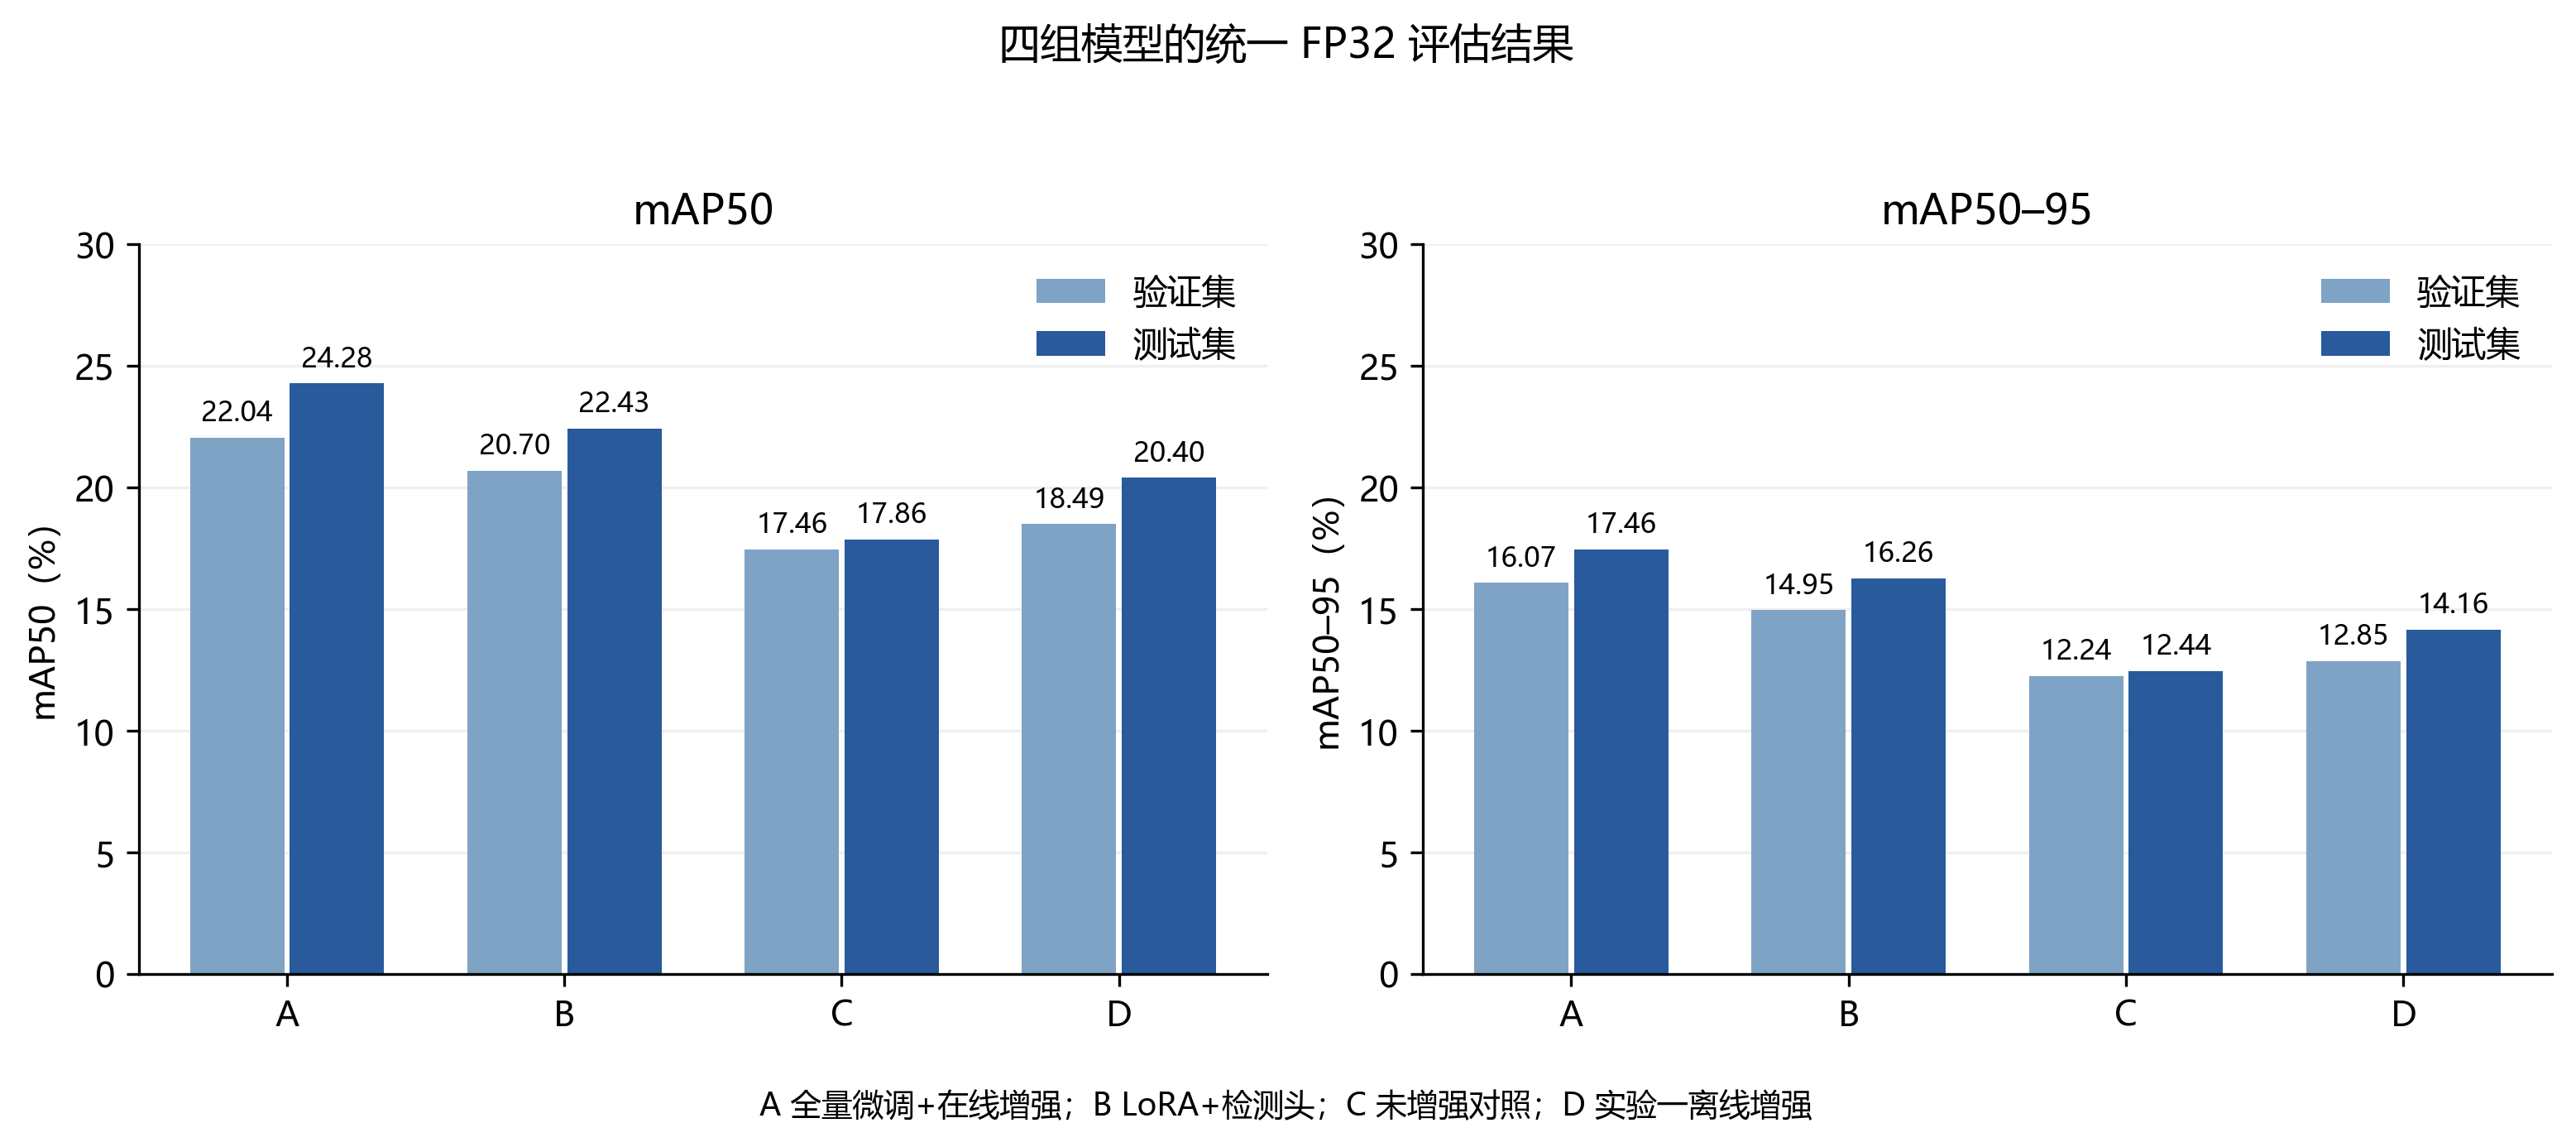 四组模型的统一 FP32 评估结果
mAP50
mAP50 (%)
30
25
20
15
10
5
0
验证集
测试集
22.04
24.28
20.70
22.43
17.46
17.86
18.49
20.40
A
B
C
D
mAP50–95
mAP50–95 (%)
30
25
20
15
10
5
0
验证集
测试集
16.07
17.46
14.95
16.26
12.24
12.44
12.85
14.16
A
B
C
D
A 全量微调+在线增强；B LoRA+检测头；C 未增强对照；D 实验一离线增强